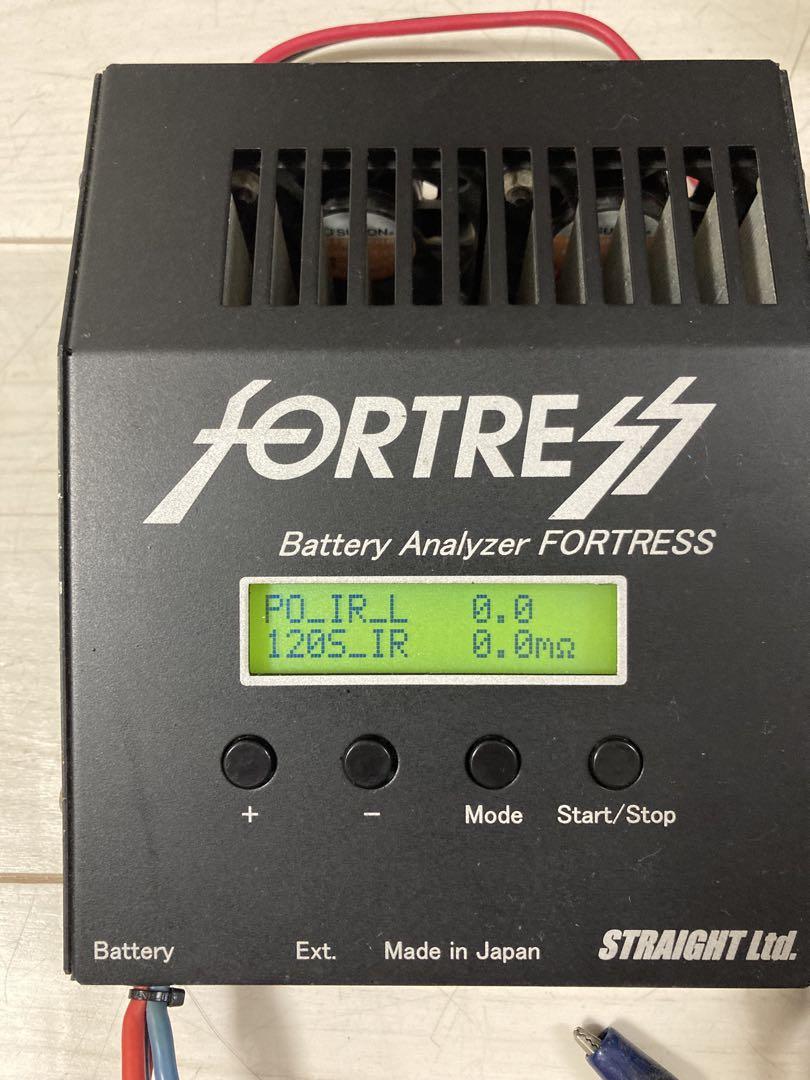 FORTRESS
Battery Analyzer FORTRESS
PO_IR_L 0.0
120S_IR 0.0mΩ
+ − Mode Start/Stop
Battery Ext. Made in Japan STRAIGHT Ltd.